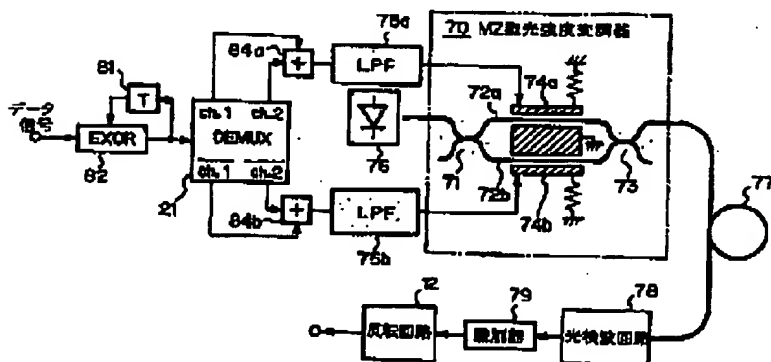 75a
70 MZ型光強度変調器
84a
+
LPF
81
T
74a
72a
データ
信号
ch.1 ch.2
EXOR
DEMUX
76
82
ch.1 ch.2
71
73
72b
77
21
+
LPF
84b
74b
75b
12
79
78
反転回路
識別器
光検波回路